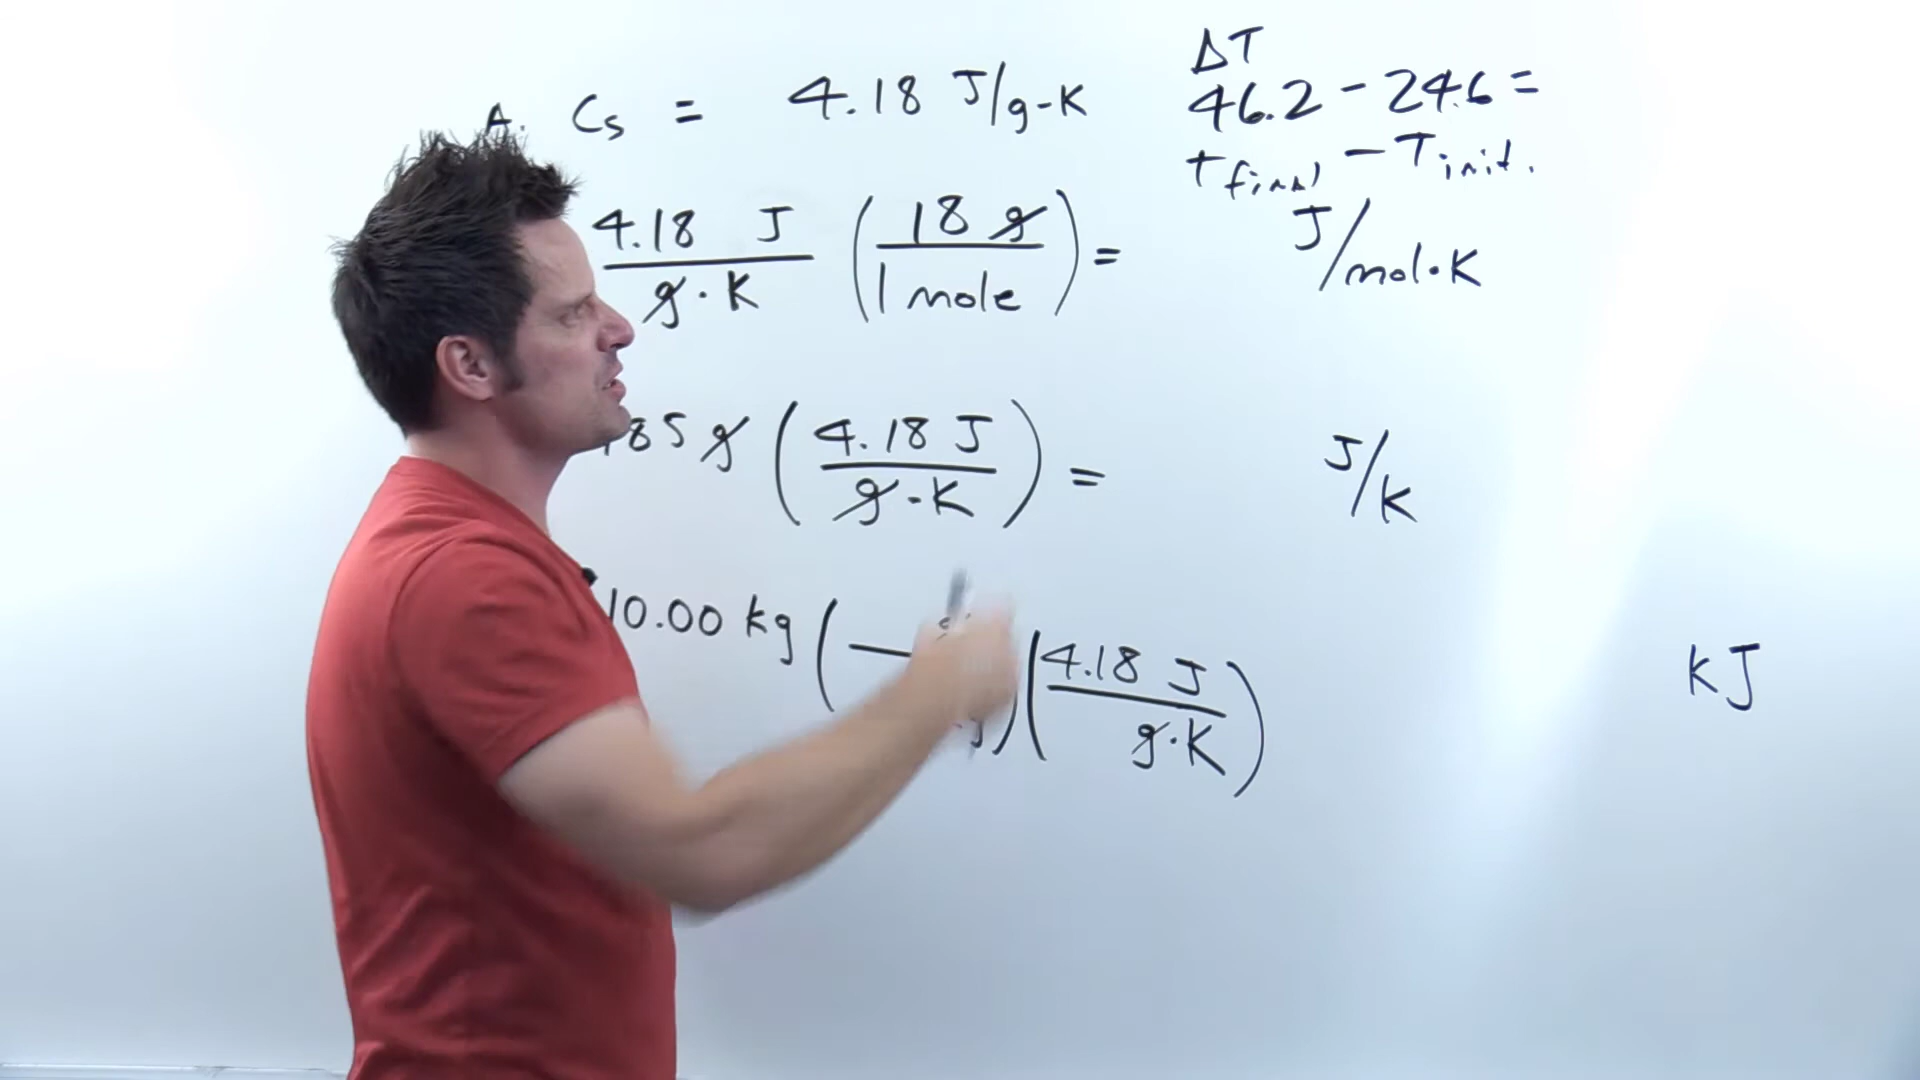 ΔT
A. Cs = 4.18 J/g-K
46.2 - 24.6 =
Tfinal - Tinit.
4.18 J / g·K (18 g / 1 mole) = J/mol·K
85 g (4.18 J / g-K) = J/K
10.00 kg ( ) (4.18 J / g·K) kJ